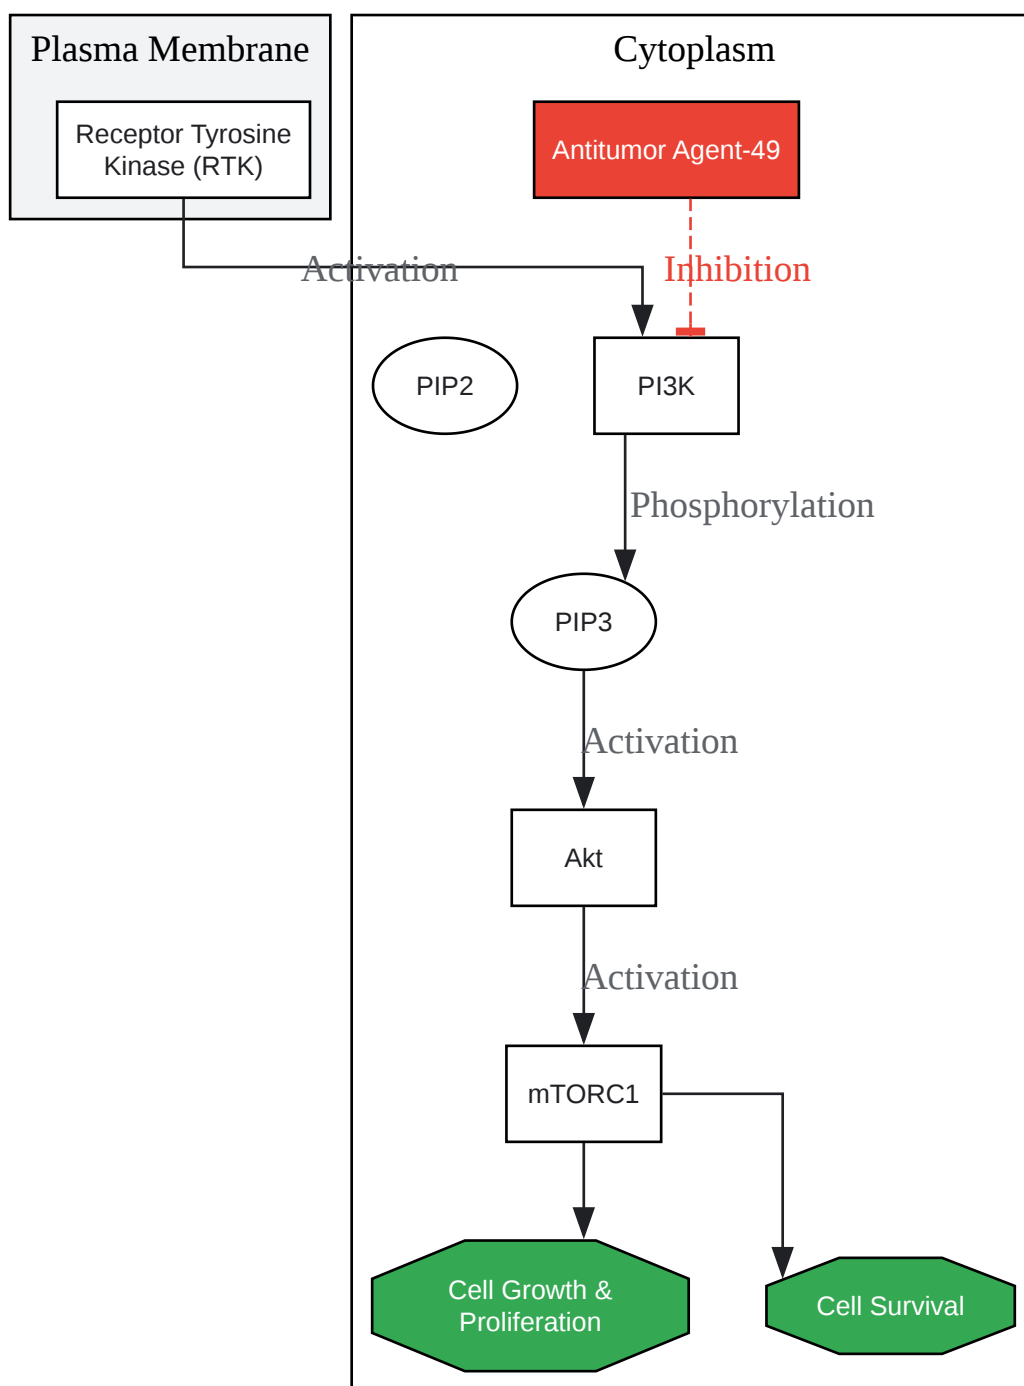 Plasma Membrane
Cytoplasm
Receptor Tyrosine
Kinase (RTK)
Antitumor Agent-49
Activation
Inhibition
PIP2
PI3K
Phosphorylation
PIP3
Activation
Akt
Activation
mTORC1
Cell Growth &
Proliferation
Cell Survival